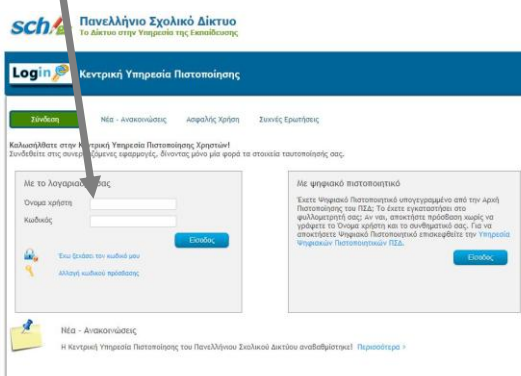 sch
Πανελλήνιο Σχολικό Δίκτυο
Το Δίκτυο στην Υπηρεσία της Εκπαίδευσης
Login
Κεντρική Υπηρεσία Πιστοποίησης
Σύνδεση Νέα - Ανακοινώσεις Ασφαλής Χρήση Συχνές Ερωτήσεις
Καλωσήλθατε στην Κεντρική Υπηρεσία Πιστοποίησης Χρηστών!
Συνδεθείτε στις συνεργαζόμενες εφαρμογές, δίνοντας μόνο μία φορά τα στοιχεία ταυτοποίησής σας.
Με το λογαριασμό σας
Όνομα χρήστη
Κωδικός
Είσοδος
Έχω ξεχάσει τον κωδικό μου
Αλλαγή κωδικού πρόσβασης
Με ψηφιακό πιστοποιητικό
Έχετε Ψηφιακό Πιστοποιητικό υπογεγραμμένο από την Αρχή
Πιστοποίησης του ΠΣΔ; Το έχετε εγκαταστήσει στο
φυλλομετρητή σας; Αν ναι, αποκτήστε πρόσβαση χωρίς να
γράψετε το Όνομα χρήστη και το συνθηματικό σας. Για να
αποκτήσετε Ψηφιακό Πιστοποιητικό επισκεφθείτε την Υπηρεσία
Ψηφιακών Πιστοποιητικών ΠΣΔ.
Είσοδος
Νέα - Ανακοινώσεις
Η Κεντρική Υπηρεσία Πιστοποίησης του Πανελλήνιου Σχολικού Δικτύου αναβαθμίστηκε! Περισσότερα ›